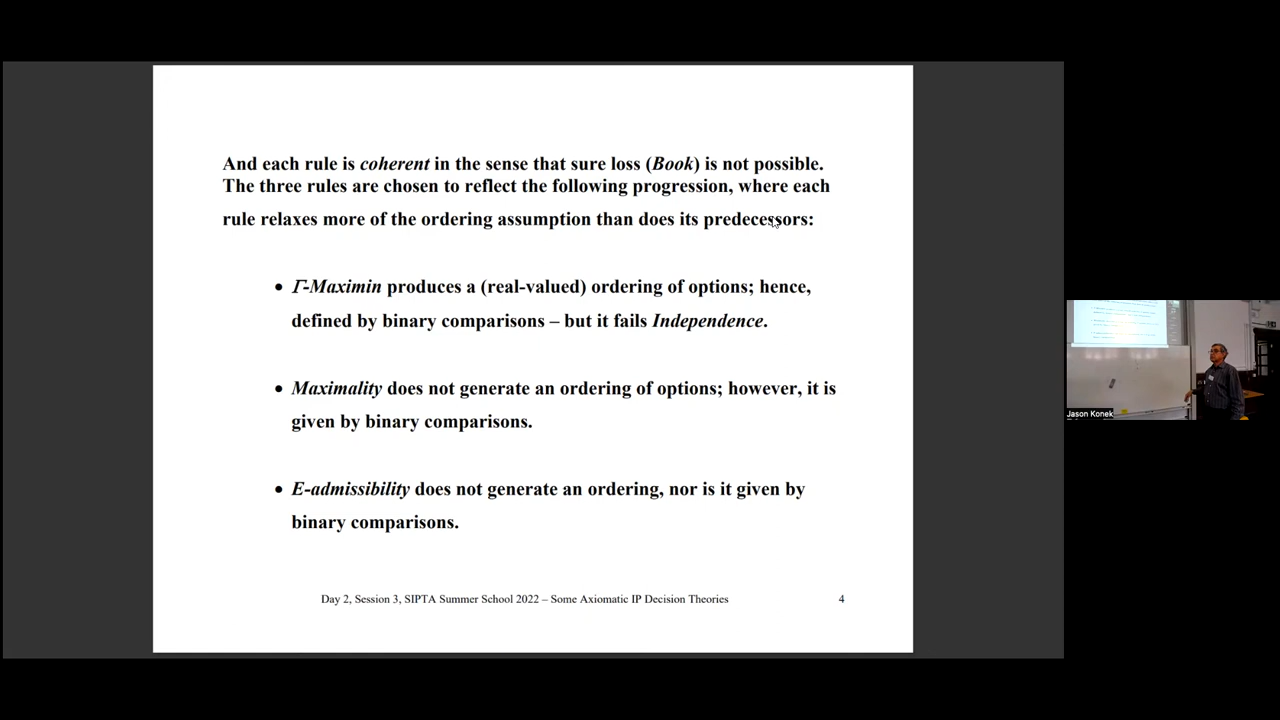 And each rule is coherent in the sense that sure loss (Book) is not possible.
The three rules are chosen to reflect the following progression, where each
rule relaxes more of the ordering assumption than does its predecessors:
• Γ-Maximin produces a (real-valued) ordering of options; hence,
defined by binary comparisons – but it fails Independence.
• Maximality does not generate an ordering of options; however, it is
given by binary comparisons.
• E-admissibility does not generate an ordering, nor is it given by
binary comparisons.
Day 2, Session 3, SIPTA Summer School 2022 – Some Axiomatic IP Decision Theories 4
Jason Konek